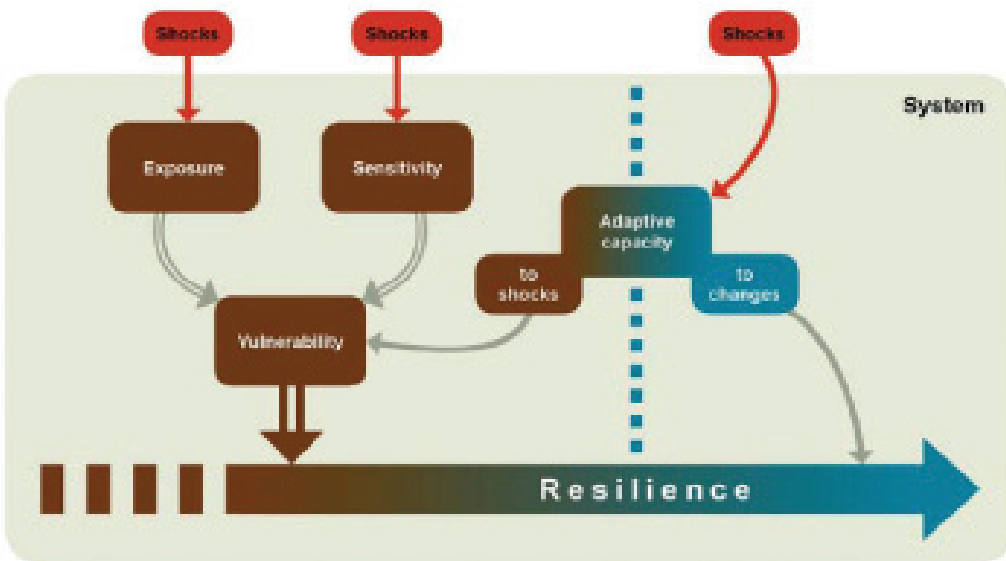 Shocks
Shocks
Shocks
System
Exposure
Sensitivity
Adaptive
capacity
to
shocks
to
changes
Vulnerability
Resilience